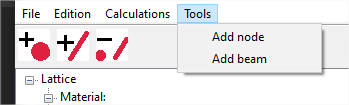 File Edition Calculations Tools
Add node
Add beam
Lattice
Material: